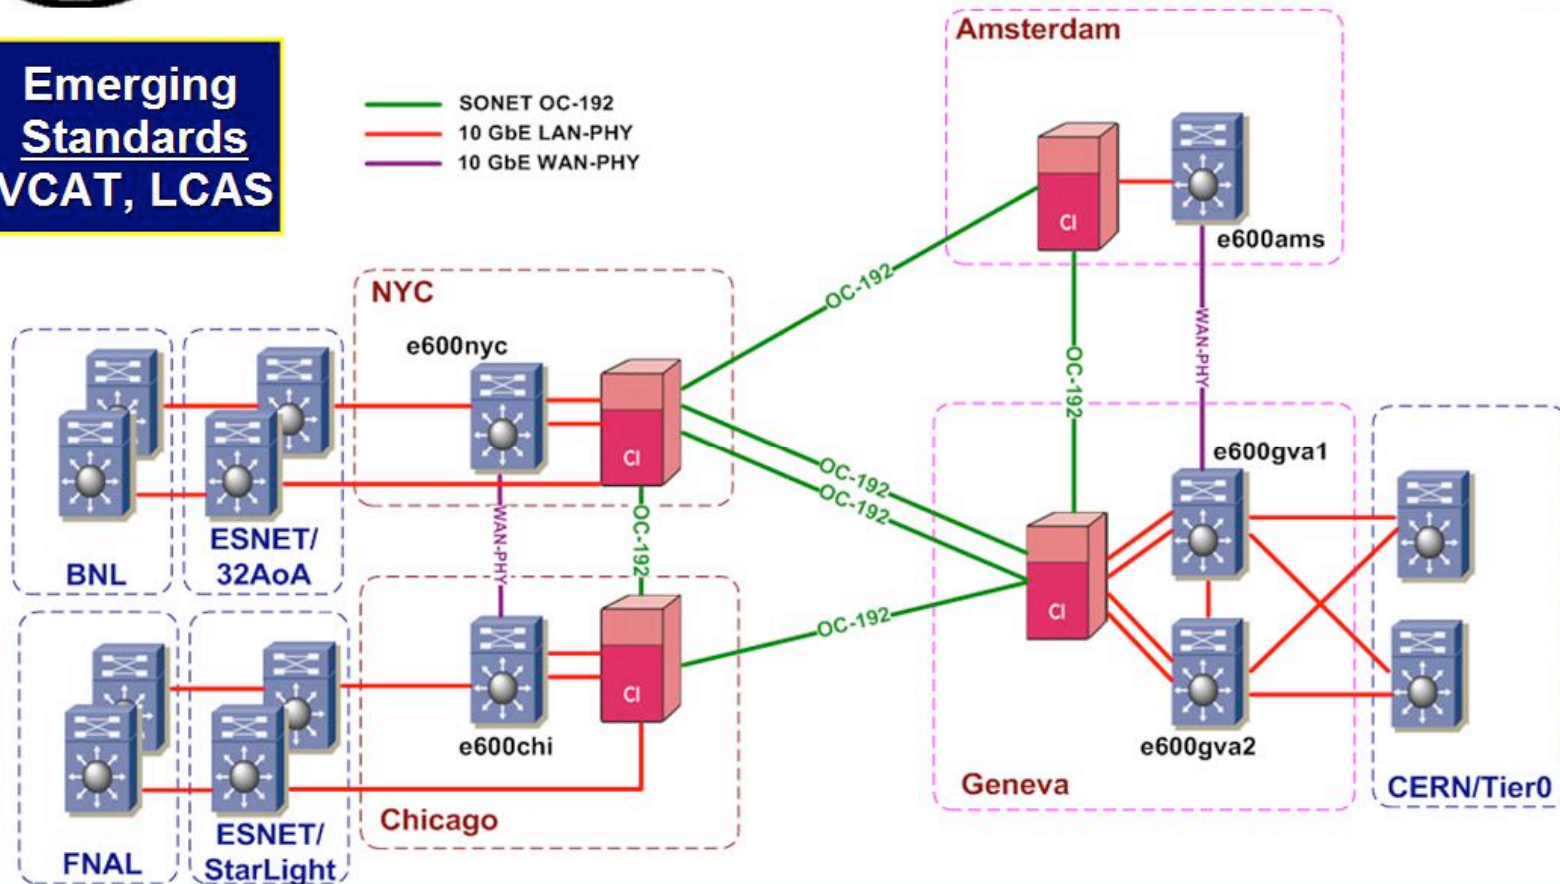 Emerging
Standards
VCAT, LCAS
SONET OC-192
10 GbE LAN-PHY
10 GbE WAN-PHY
Amsterdam
CI
e600ams
OC-192
OC-192
WAN-PHY
NYC
e600nyc
CI
BNL
ESNET/
32AoA
WAN-PHY
OC-192
OC-192
OC-192
OC-192
Chicago
e600chi
CI
FNAL
ESNET/
StarLight
Geneva
CI
e600gva1
e600gva2
CERN/Tier0